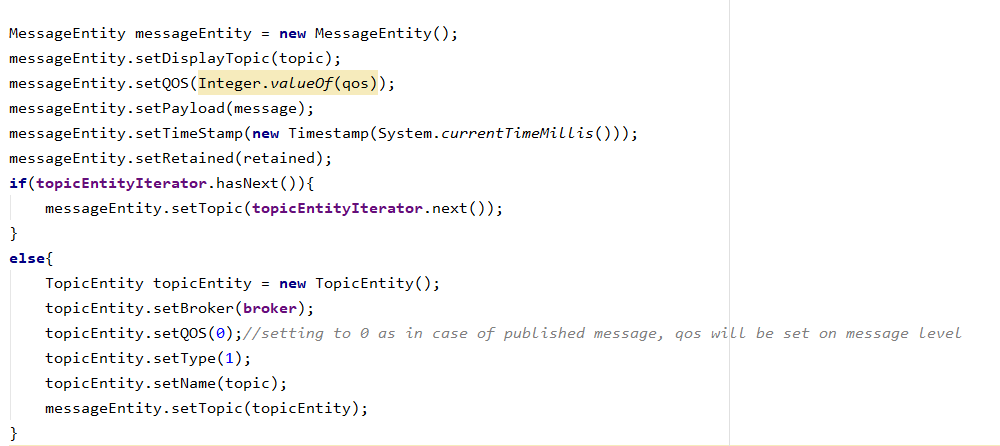 MessageEntity messageEntity = new MessageEntity();
messageEntity.setDisplayTopic(topic);
messageEntity.setQOS(Integer.valueOf(qos));
messageEntity.setPayload(message);
messageEntity.setTimeStamp(new Timestamp(System.currentTimeMillis()));
messageEntity.setRetained(retained);
if(topicEntityIterator.hasNext()){
    messageEntity.setTopic(topicEntityIterator.next());
}
else{
    TopicEntity topicEntity = new TopicEntity();
    topicEntity.setBroker(broker);
    topicEntity.setQOS(0);//setting to 0 as in case of published message, qos will be set on message level
    topicEntity.setType(1);
    topicEntity.setName(topic);
    messageEntity.setTopic(topicEntity);
}